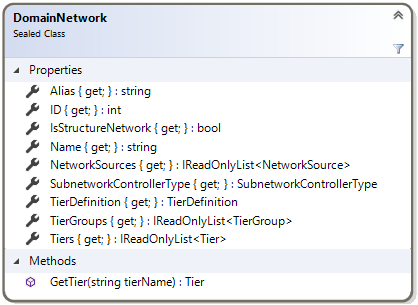 DomainNetwork
Sealed Class
Properties
Alias { get; } : string
ID { get; } : int
IsStructureNetwork { get; } : bool
Name { get; } : string
NetworkSources { get; } : IReadOnlyList<NetworkSource>
SubnetworkControllerType { get; } : SubnetworkControllerType
TierDefinition { get; } : TierDefinition
TierGroups { get; } : IReadOnlyList<TierGroup>
Tiers { get; } : IReadOnlyList<Tier>
Methods
GetTier(string tierName) : Tier